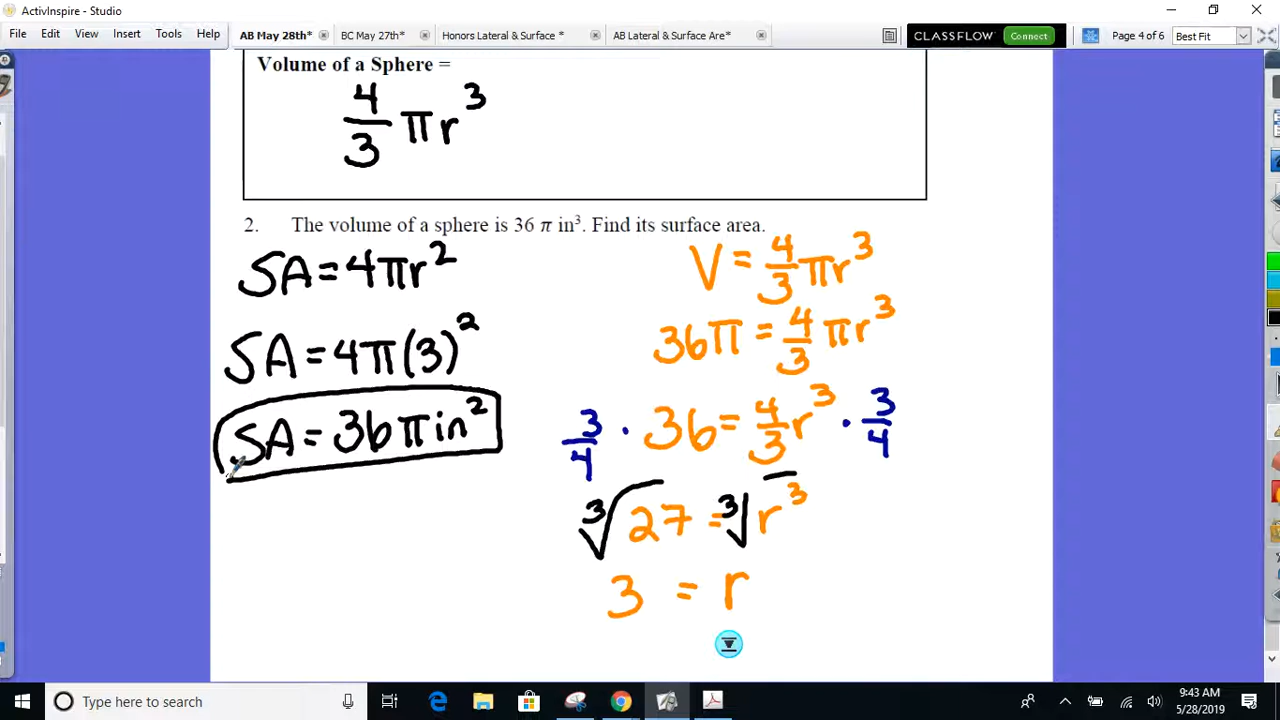 ActivInspire - Studio
File Edit View Insert Tools Help
AB May 28th* BC May 27th* Honors Lateral & Surface * AB Lateral & Surface Are* CLASSFLOW Connect Page 4 of 6 Best Fit
Volume of a Sphere =
4/3 πr³
2. The volume of a sphere is 36 π in³. Find its surface area.
SA = 4πr²
SA = 4π(3)²
SA = 36π in²
V = 4/3 πr³
36π = 4/3 πr³
3/4 · 36 = 4/3 r³ · 3/4
∛27 = ∛r³
3 = r
Type here to search
9:43 AM
5/28/2019